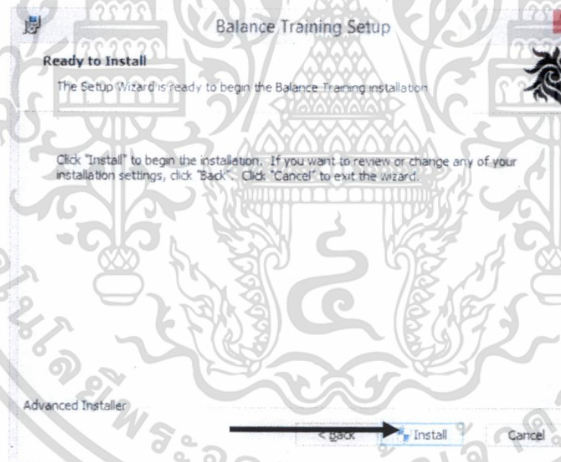 Balance Training Setup
Ready to Install
The Setup Wizard is ready to begin the Balance Training installation
Click "Install" to begin the installation. If you want to review or change any of your
installation settings, click "Back". Click "Cancel" to exit the wizard.
Advanced Installer
< Back Install Cancel